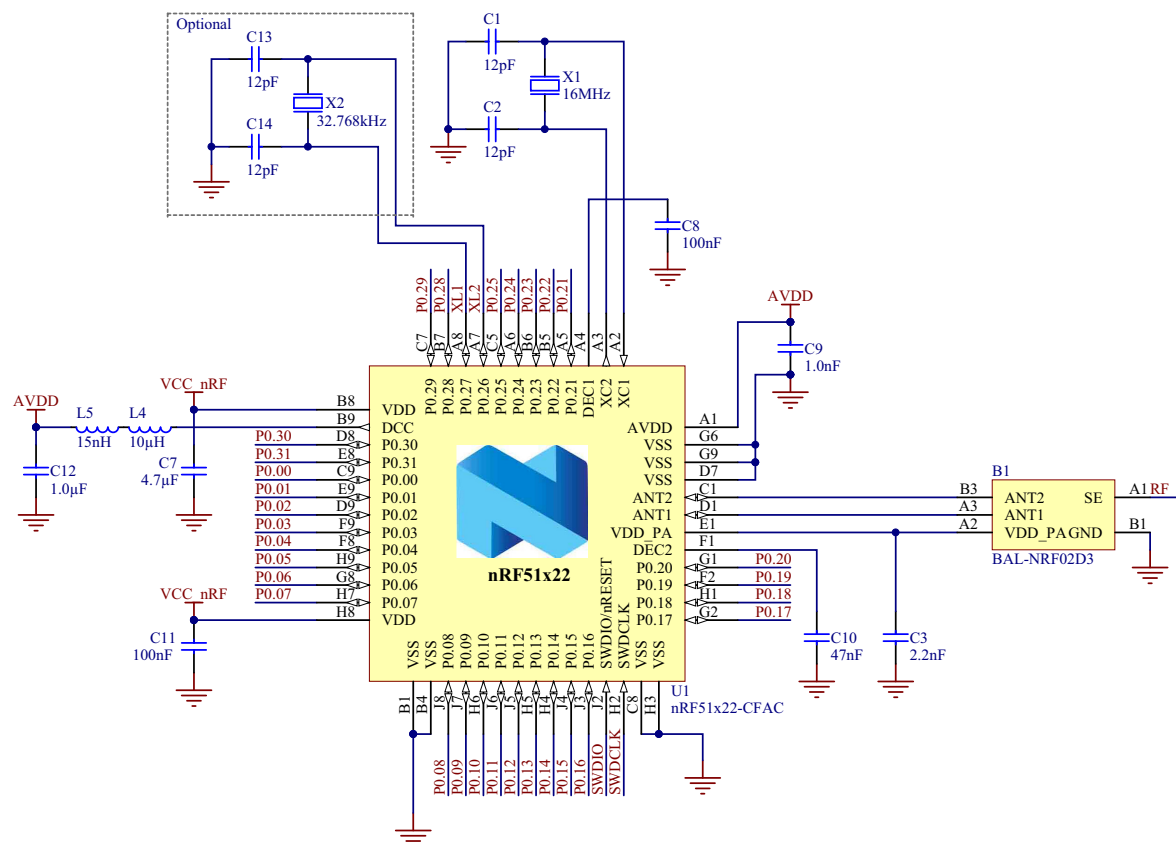 Optional
C13
12pF
X2
32.768kHz
C14
12pF
C1
12pF
X1
16MHz
C2
12pF
C8
100nF
P0.29
P0.28
XL1
XL2
P0.25
P0.24
P0.23
P0.22
P0.21
C7
B7
A8
A7
C5
A6
B6
B5
A5
A4
A3
A2
P0.29
P0.28
P0.27
P0.26
P0.25
P0.24
P0.23
P0.22
P0.21
DEC1
XC2
XC1
AVDD
C9
1.0nF
VCC_nRF
AVDD
L5
15nH
L4
10µH
C12
1.0µF
C7
4.7µF
B8 VDD
B9 DCC
P0.30 D8 P0.30
P0.31 E8 P0.31
P0.00 C9 P0.00
P0.01 E9 P0.01
P0.02 D9 P0.02
P0.03 F9 P0.03
P0.04 F8 P0.04
P0.05 H9 P0.05
P0.06 G8 P0.06
P0.07 H7 P0.07
VCC_nRF
H8 VDD
C11
100nF
nRF51x22
AVDD A1
VSS G6
VSS G9
VSS D7
ANT2 C1
ANT1 D1
VDD_PA E1
DEC2 F1
P0.20 G1 P0.20
P0.19 F2 P0.19
P0.18 H1 P0.18
P0.17 G2 P0.17
B1
B3 ANT2 SE A1 RF
A3 ANT1
A2 VDD_PA GND B1
BAL-NRF02D3
C10
47nF
C3
2.2nF
VSS
VSS
P0.08
P0.09
P0.10
P0.11
P0.12
P0.13
P0.14
P0.15
P0.16
SWDIO/nRESET
SWDCLK
VSS
VSS
U1
nRF51x22-CFAC
B1
B4
J8
J7
H6
J6
J5
H5
H4
J4
J3
J2
H2
C8
H3
P0.08
P0.09
P0.10
P0.11
P0.12
P0.13
P0.14
P0.15
P0.16
SWDIO
SWDCLK